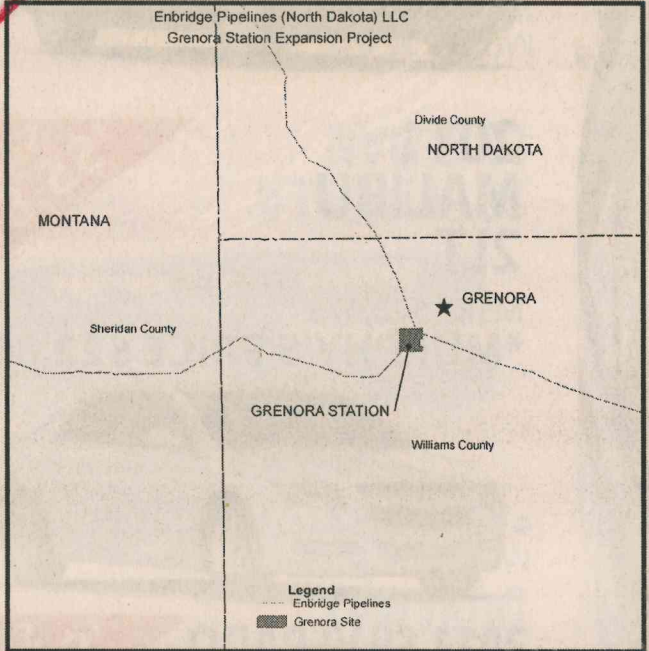 Enbridge Pipelines (North Dakota) LLC
Grenora Station Expansion Project
Divide County
NORTH DAKOTA
MONTANA
GRENORA
Sheridan County
GRENORA STATION
Williams County
Legend
Enbridge Pipelines
Grenora Site